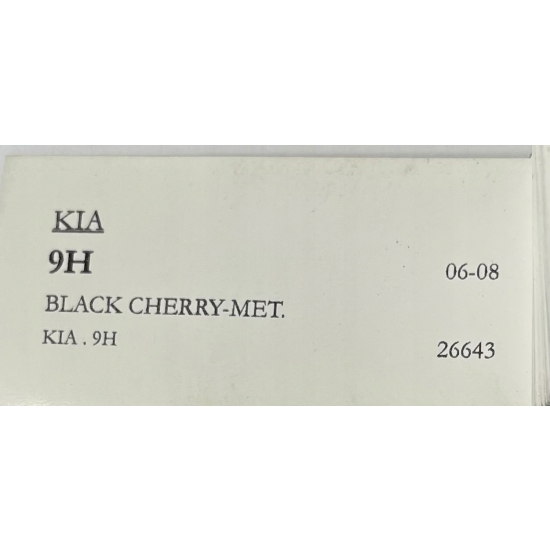 KIA
9H 06-08
BLACK CHERRY-MET.
KIA . 9H 26643